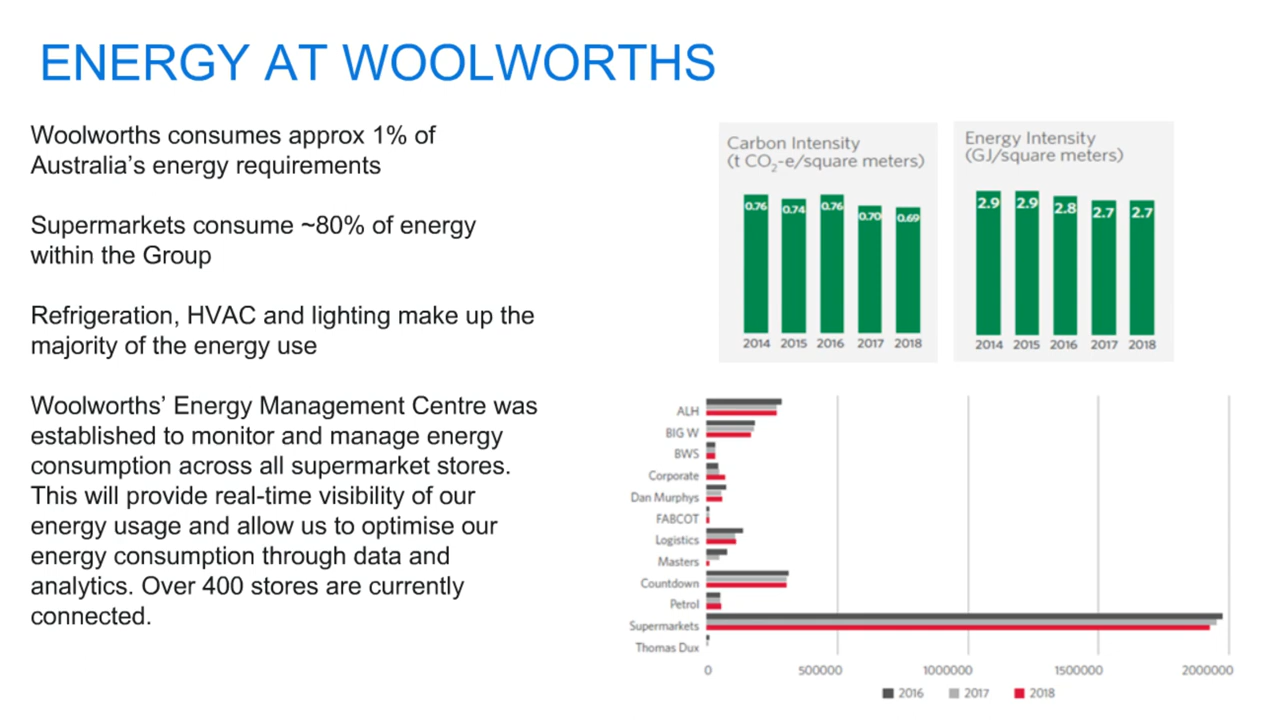 ENERGY AT WOOLWORTHS
Woolworths consumes approx 1% of
Australia's energy requirements
Supermarkets consume ~80% of energy
within the Group
Refrigeration, HVAC and lighting make up the
majority of the energy use
Woolworths' Energy Management Centre was
established to monitor and manage energy
consumption across all supermarket stores.
This will provide real-time visibility of our
energy usage and allow us to optimise our
energy consumption through data and
analytics. Over 400 stores are currently
connected.
Carbon Intensity
(t CO₂-e/square meters)
0.76 0.74 0.76 0.70 0.69
2014 2015 2016 2017 2018
Energy Intensity
(GJ/square meters)
2.9 2.9 2.8 2.7 2.7
2014 2015 2016 2017 2018
ALH
BIG W
BWS
Corporate
Dan Murphys
FABCOT
Logistics
Masters
Countdown
Petrol
Supermarkets
Thomas Dux
0 500000 1000000 1500000 2000000
2016 2017 2018